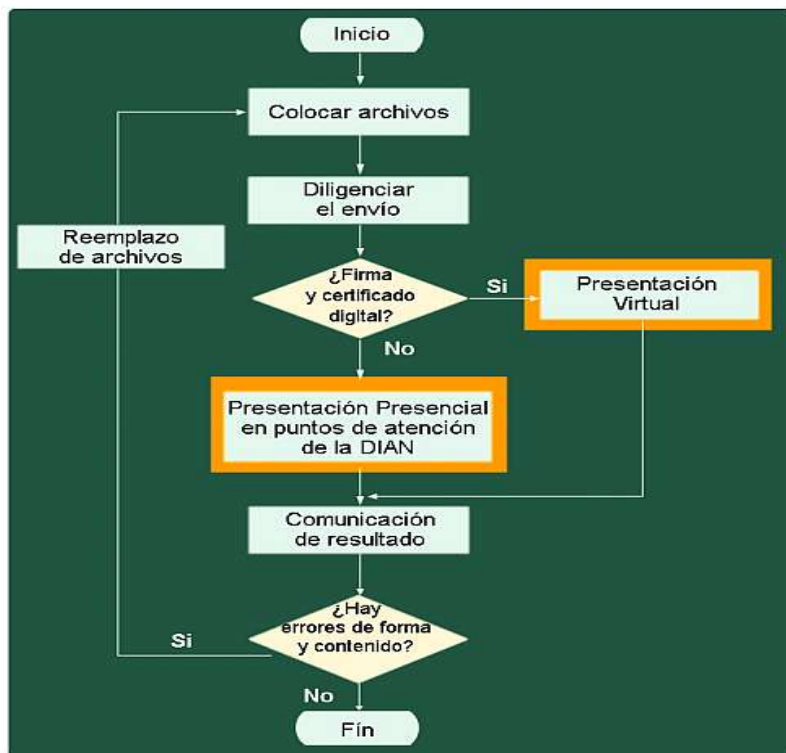 Inicio
Colocar archivos
Diligenciar
el envío
Reemplazo
de archivos
¿Firma
y certificado
digital?
Si
Presentación
Virtual
No
Presentación Presencial
en puntos de atención
de la DIAN
Comunicación
de resultado
¿Hay
errores de forma
y contenido?
Si
No
Fín